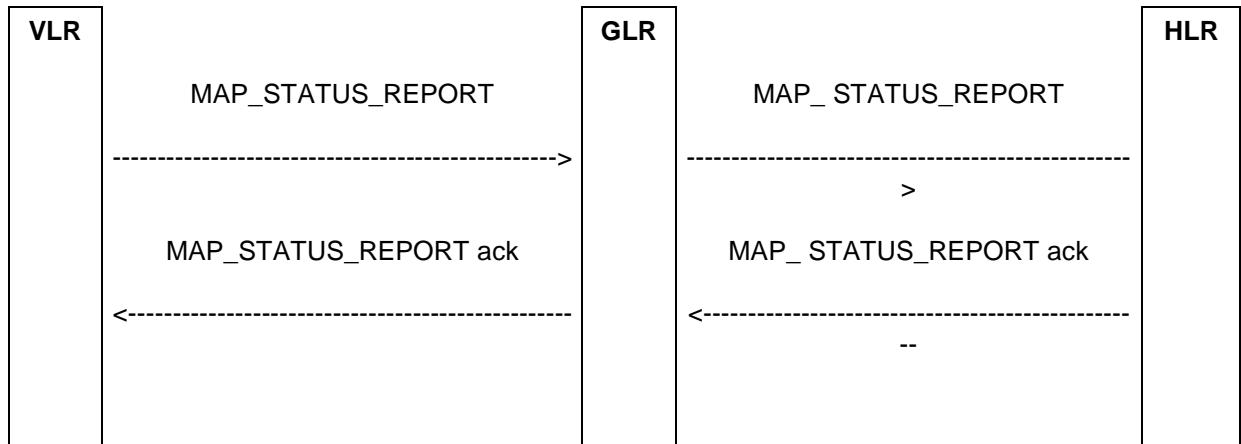 VLR GLR HLR
MAP_STATUS_REPORT MAP_ STATUS_REPORT
--------------------------------------------------> --------------------------------------------------
>
MAP_STATUS_REPORT ack MAP_ STATUS_REPORT ack
<-------------------------------------------------- <------------------------------------------------
--